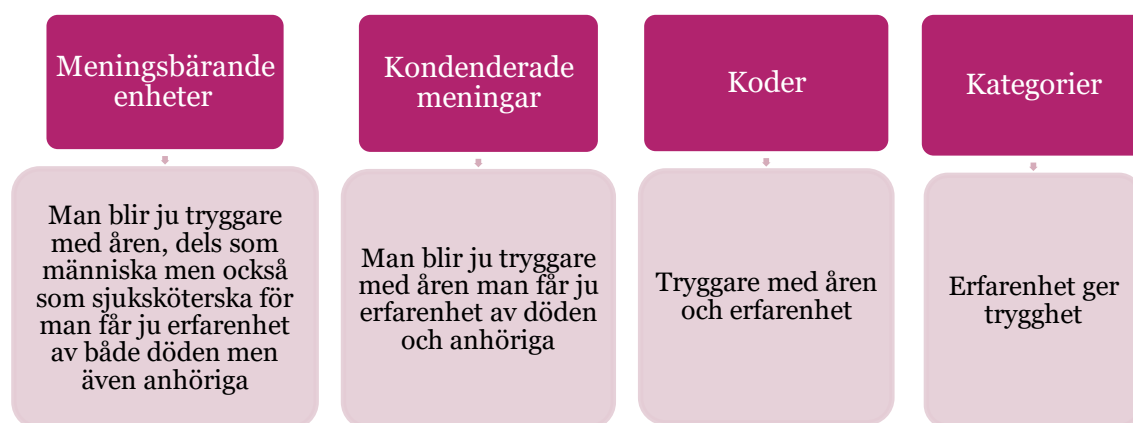 Meningsbärande
enheter
Man blir ju tryggare
med åren, dels som
människa men också
som sjuksköterska för
man får ju erfarenhet
av både döden men
även anhöriga
Kondenderade
meningar
Man blir ju tryggare
med åren man får ju
erfarenhet av döden
och anhöriga
Koder
Tryggare med åren
och erfarenhet
Kategorier
Erfarenhet ger
trygghet